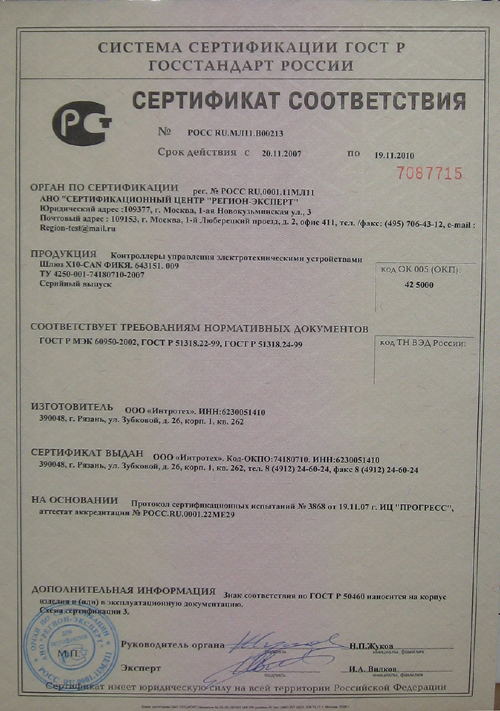 СИСТЕМА СЕРТИФИКАЦИИ ГОСТ Р
ГОССТАНДАРТ РОССИИ
СЕРТИФИКАТ СООТВЕТСТВИЯ
№ РОСС RU.МЛ11.В00213
Срок действия с 20.11.2007 по 19.11.2010
7087715
ОРГАН ПО СЕРТИФИКАЦИИ рег. № РОСС RU.0001.11МЛ11
АНО "СЕРТИФИКАЦИОННЫЙ ЦЕНТР "РЕГИОН-ЭКСПЕРТ"
Юридический адрес :109377, г. Москва, 1-ая Новокузьминская ул., 3
Почтовый адрес : 109153, г. Москва, 1-й Люберецкий проезд, д. 2, офис 411, тел. /факс: (495) 706-43-12, e-mail :
Region-test@mail.ru
ПРОДУКЦИЯ Контроллеры управления электротехническими устройствами
Шлюз X10-CAN ФИКЯ. 643151. 009
ТУ 4250-001-74180710-2007
Серийный выпуск
код ОК 005 (ОКП):
42 5000
СООТВЕТСТВУЕТ ТРЕБОВАНИЯМ НОРМАТИВНЫХ ДОКУМЕНТОВ
ГОСТ Р МЭК 60950-2002, ГОСТ Р 51318.22-99, ГОСТ Р 51318.24-99
код ТН ВЭД России:
ИЗГОТОВИТЕЛЬ ООО «Интротех». ИНН:6230051410
390048, г. Рязань, ул. Зубковой, д. 26, корп. 1, кв. 262
СЕРТИФИКАТ ВЫДАН ООО «Интротех». Код-ОКПО:74180710. ИНН:6230051410
390048, г. Рязань, ул. Зубковой, д. 26, корп. 1, кв. 262, тел. 8 (4912) 24-60-24, факс 8 (4912) 24-60-24
НА ОСНОВАНИИ Протокол сертификационных испытаний № 3868 от 19.11.07 г. ИЦ "ПРОГРЕСС",
аттестат аккредитации № РОСС.RU.0001.22МЕ29
ДОПОЛНИТЕЛЬНАЯ ИНФОРМАЦИЯ Знак соответствия по ГОСТ Р 50460 наносится на корпус
изделия и (или) в эксплуатационную документацию.
Схема сертификации 3.
М.П.
Руководитель органа Н.П.Жуков
подпись инициалы, фамилия
Эксперт И.А. Вилков
подпись инициалы, фамилия
Сертификат имеет юридическую силу на всей территории Российской Федерации